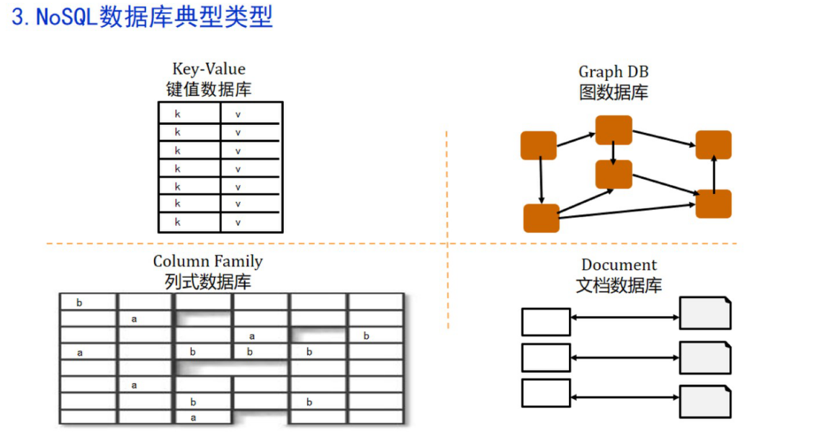 3.NoSQL数据库典型类型
Key-Value
键值数据库
k v
k v
k v
k v
k v
k v
k v
Graph DB
图数据库
Column Family
列式数据库
b
a
a b
a b b b
a
b b
a
Document
文档数据库